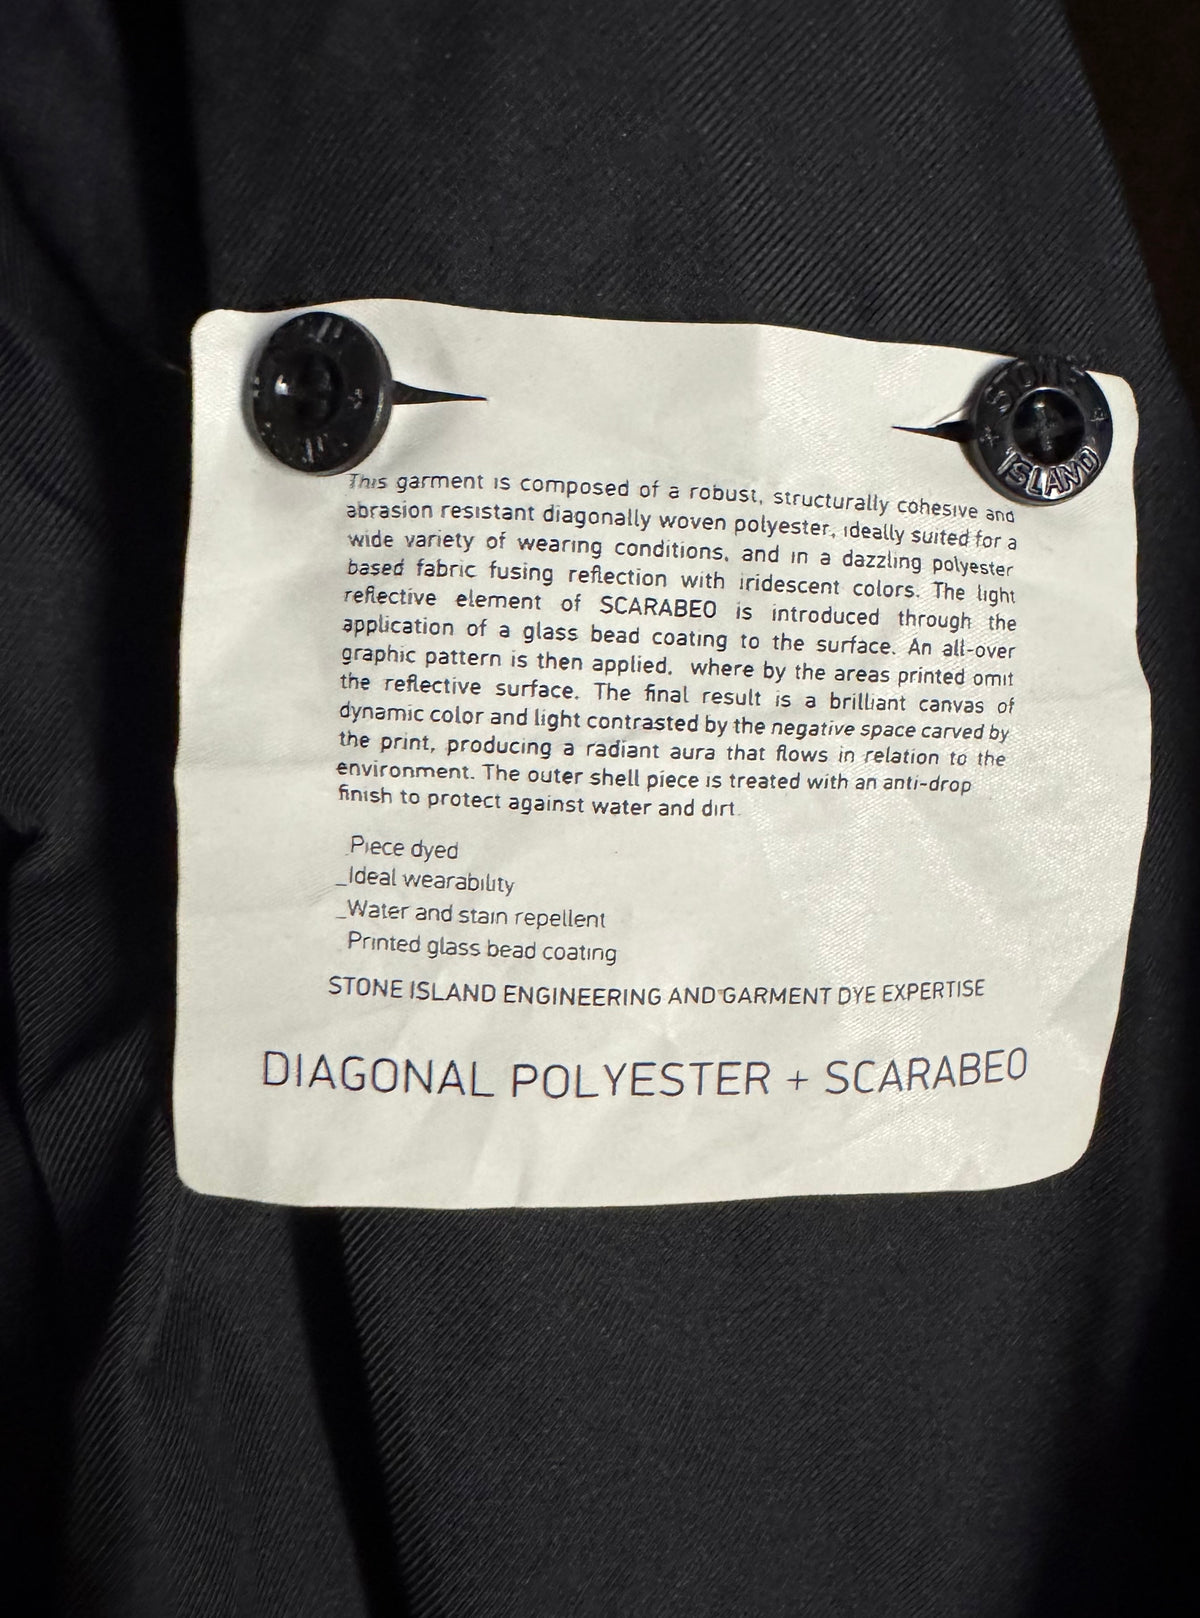 STONE
ISLAND
This garment is composed of a robust, structurally cohesive and
abrasion resistant diagonally woven polyester, ideally suited for a
wide variety of wearing conditions, and in a dazzling polyester
based fabric fusing reflection with iridescent colors. The light
reflective element of SCARABEO is introduced through the
application of a glass bead coating to the surface. An all-over
graphic pattern is then applied, where by the areas printed omit
the reflective surface. The final result is a brilliant canvas of
dynamic color and light contrasted by the negative space carved by
the print, producing a radiant aura that flows in relation to the
environment. The outer shell piece is treated with an anti-drop
finish to protect against water and dirt.
Piece dyed
_Ideal wearability
_Water and stain repellent
Printed glass bead coating
STONE ISLAND ENGINEERING AND GARMENT DYE EXPERTISE
DIAGONAL POLYESTER + SCARABEO